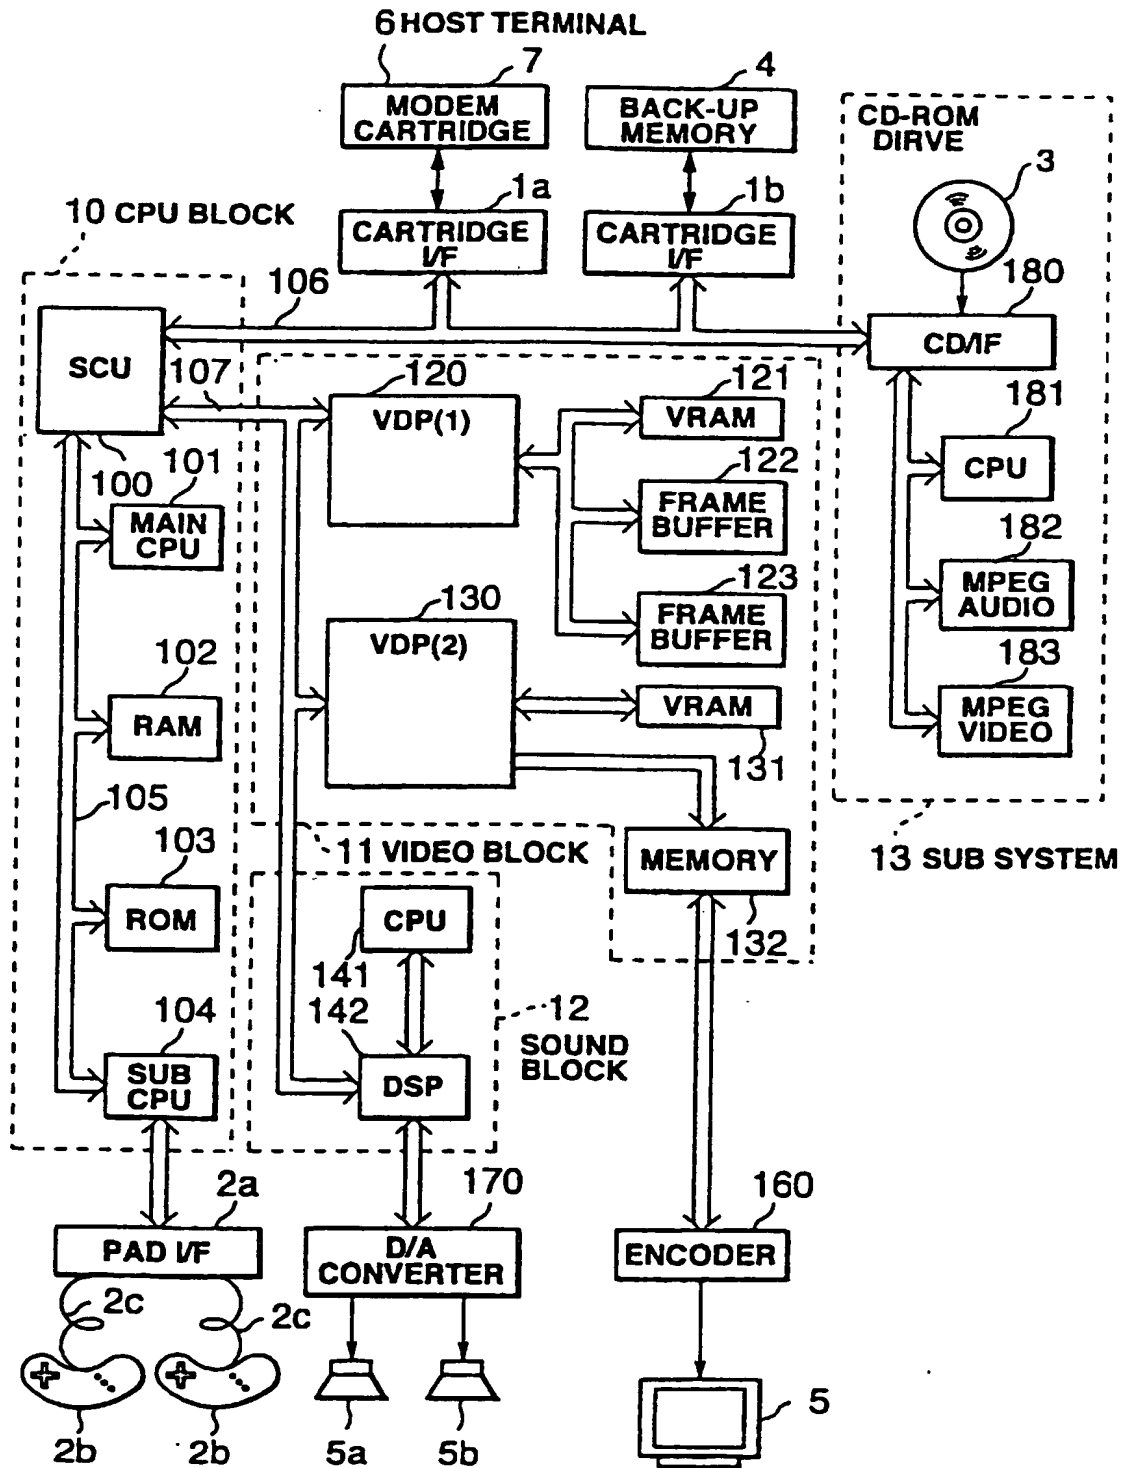 6 HOST TERMINAL
7
MODEM
CARTRIDGE
4
BACK-UP
MEMORY
CD-ROM
DIRVE
3
1a
CARTRIDGE
I/F
1b
CARTRIDGE
I/F
10 CPU BLOCK
106
180
CD/IF
SCU
107
100
120
VDP(1)
121
VRAM
122
FRAME
BUFFER
123
FRAME
BUFFER
181
CPU
182
MPEG
AUDIO
183
MPEG
VIDEO
101
MAIN
CPU
130
VDP(2)
VRAM
131
102
RAM
105
103
ROM
11 VIDEO BLOCK
MEMORY
132
13 SUB SYSTEM
CPU
141
142
DSP
12
SOUND
BLOCK
104
SUB
CPU
2a
PAD I/F
170
D/A
CONVERTER
160
ENCODER
2c
2c
2b
2b
5a
5b
5